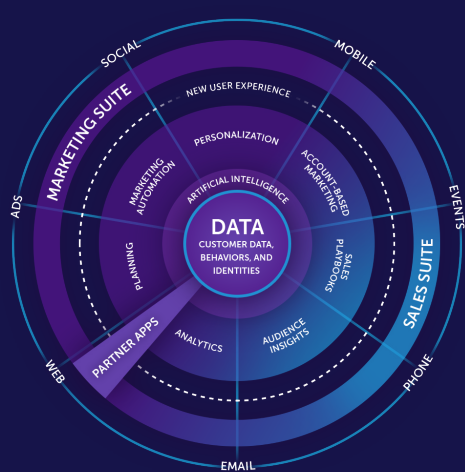 SOCIAL
MOBILE
EVENTS
PHONE
EMAIL
WEB
ADS
MARKETING SUITE
SALES SUITE
NEW USER EXPERIENCE
PERSONALIZATION
ACCOUNT-BASED
MARKETING
SALES
PLAYBOOKS
AUDIENCE
INSIGHTS
ANALYTICS
PARTNER APPS
PLANNING
MARKETING
AUTOMATION
ARTIFICIAL INTELLIGENCE
DATA
CUSTOMER DATA,
BEHAVIORS, AND
IDENTITIES